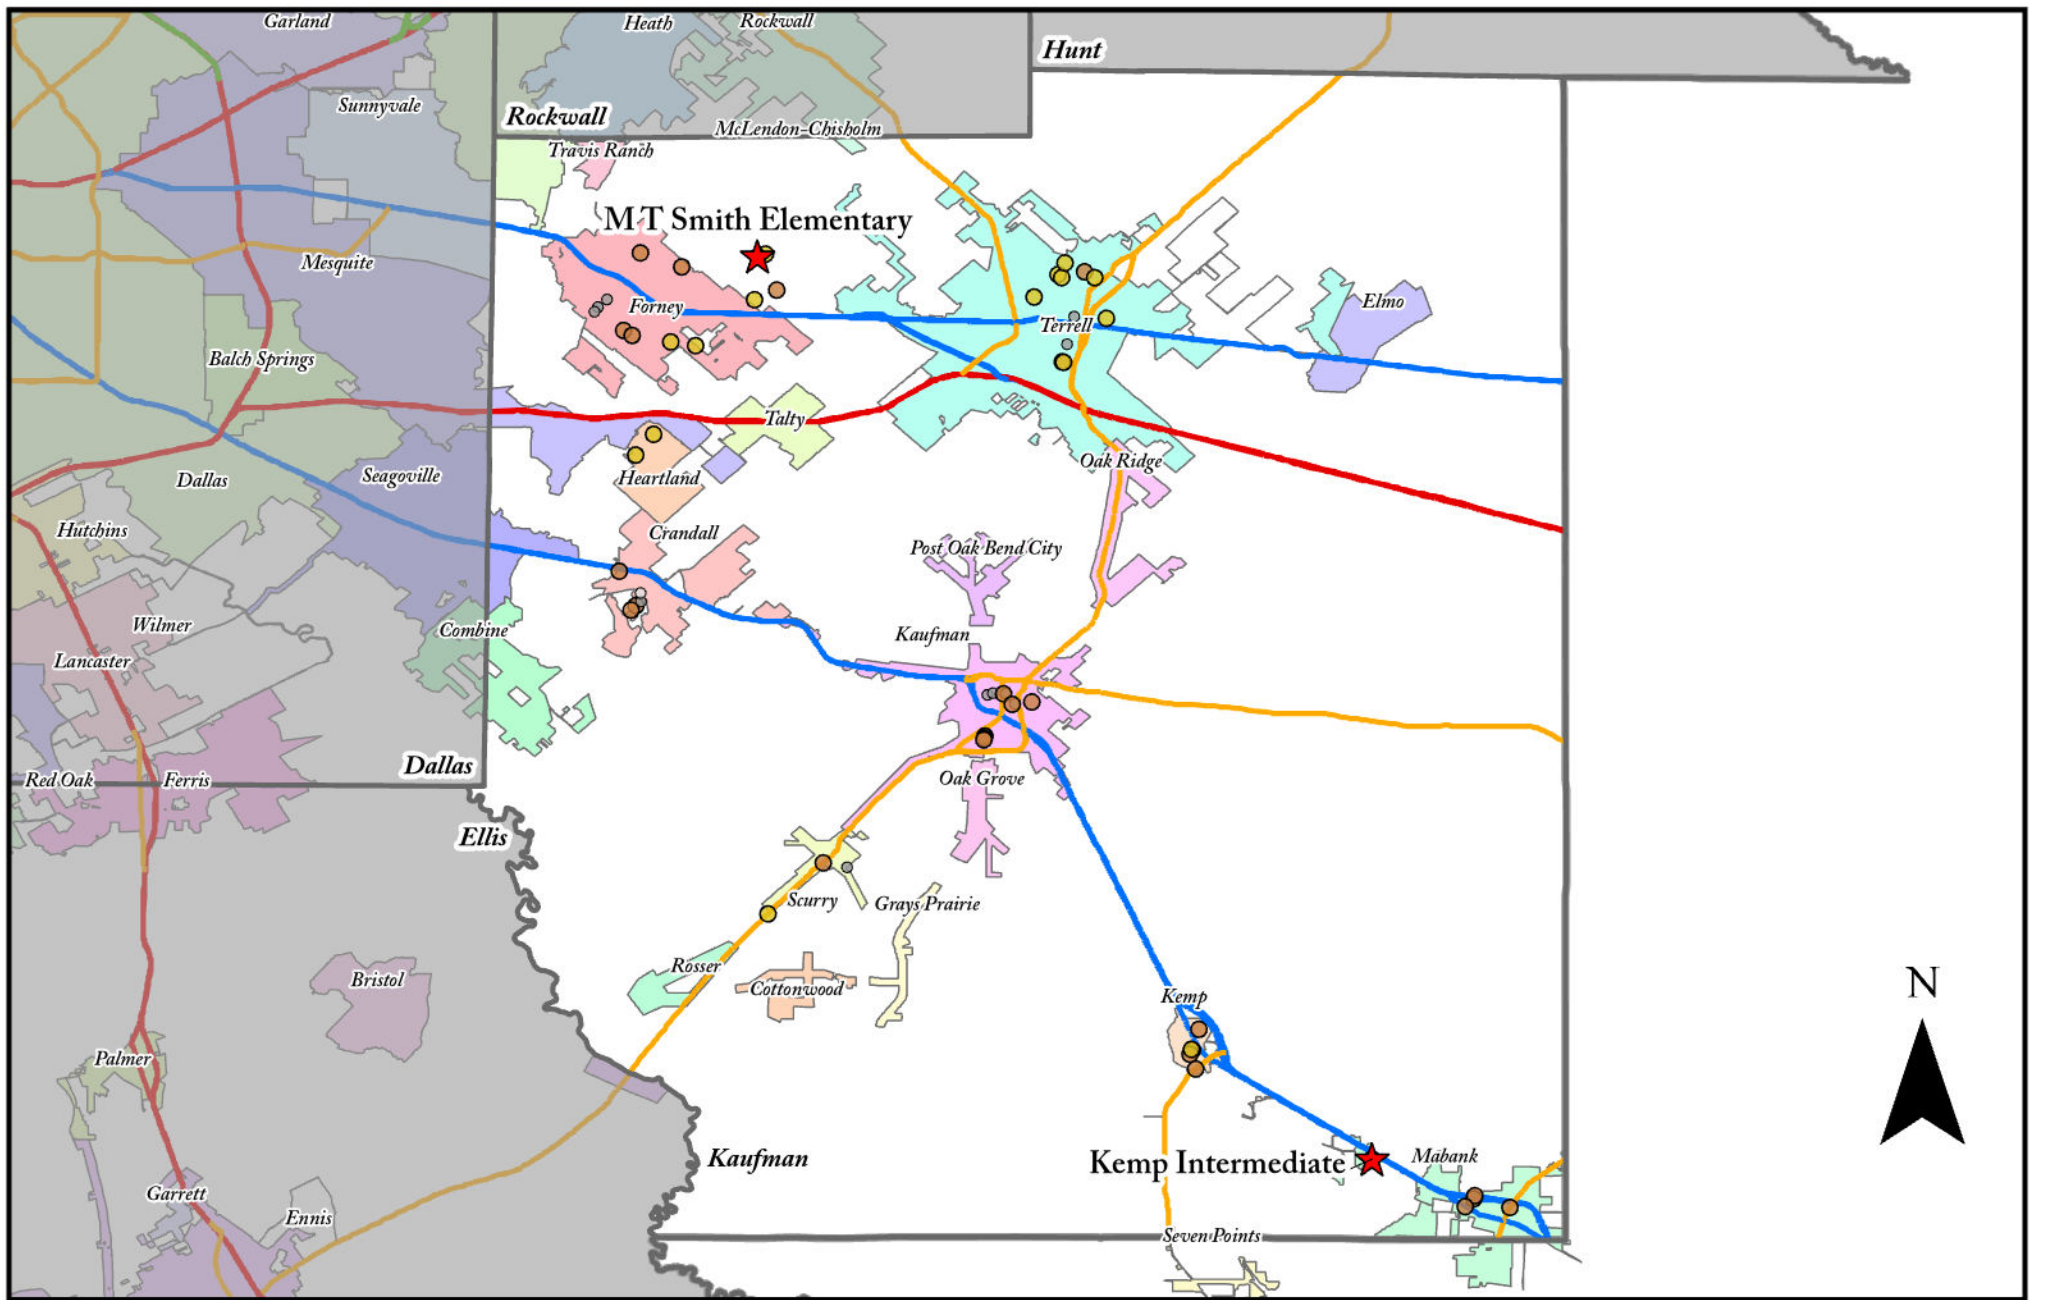 Garland
Heath
Rockwall
Hunt
Sunnyvale
Rockwall
McLendon-Chisholm
Travis Ranch
M T Smith Elementary
Mesquite
Forney
Elmo
Terrell
Balch Springs
Talty
Oak Ridge
Seagoville
Dallas
Heartland
Hutchins
Crandall
Post Oak Bend City
Wilmer
Combine
Kaufman
Lancaster
Dallas
Red Oak
Ferris
Oak Grove
Ellis
Scurry
Grays Prairie
Rosser
Bristol
Cottonwood
N
Kemp
Palmer
Kaufman
Kemp Intermediate
Mabank
Garrett
Ennis
Seven Points